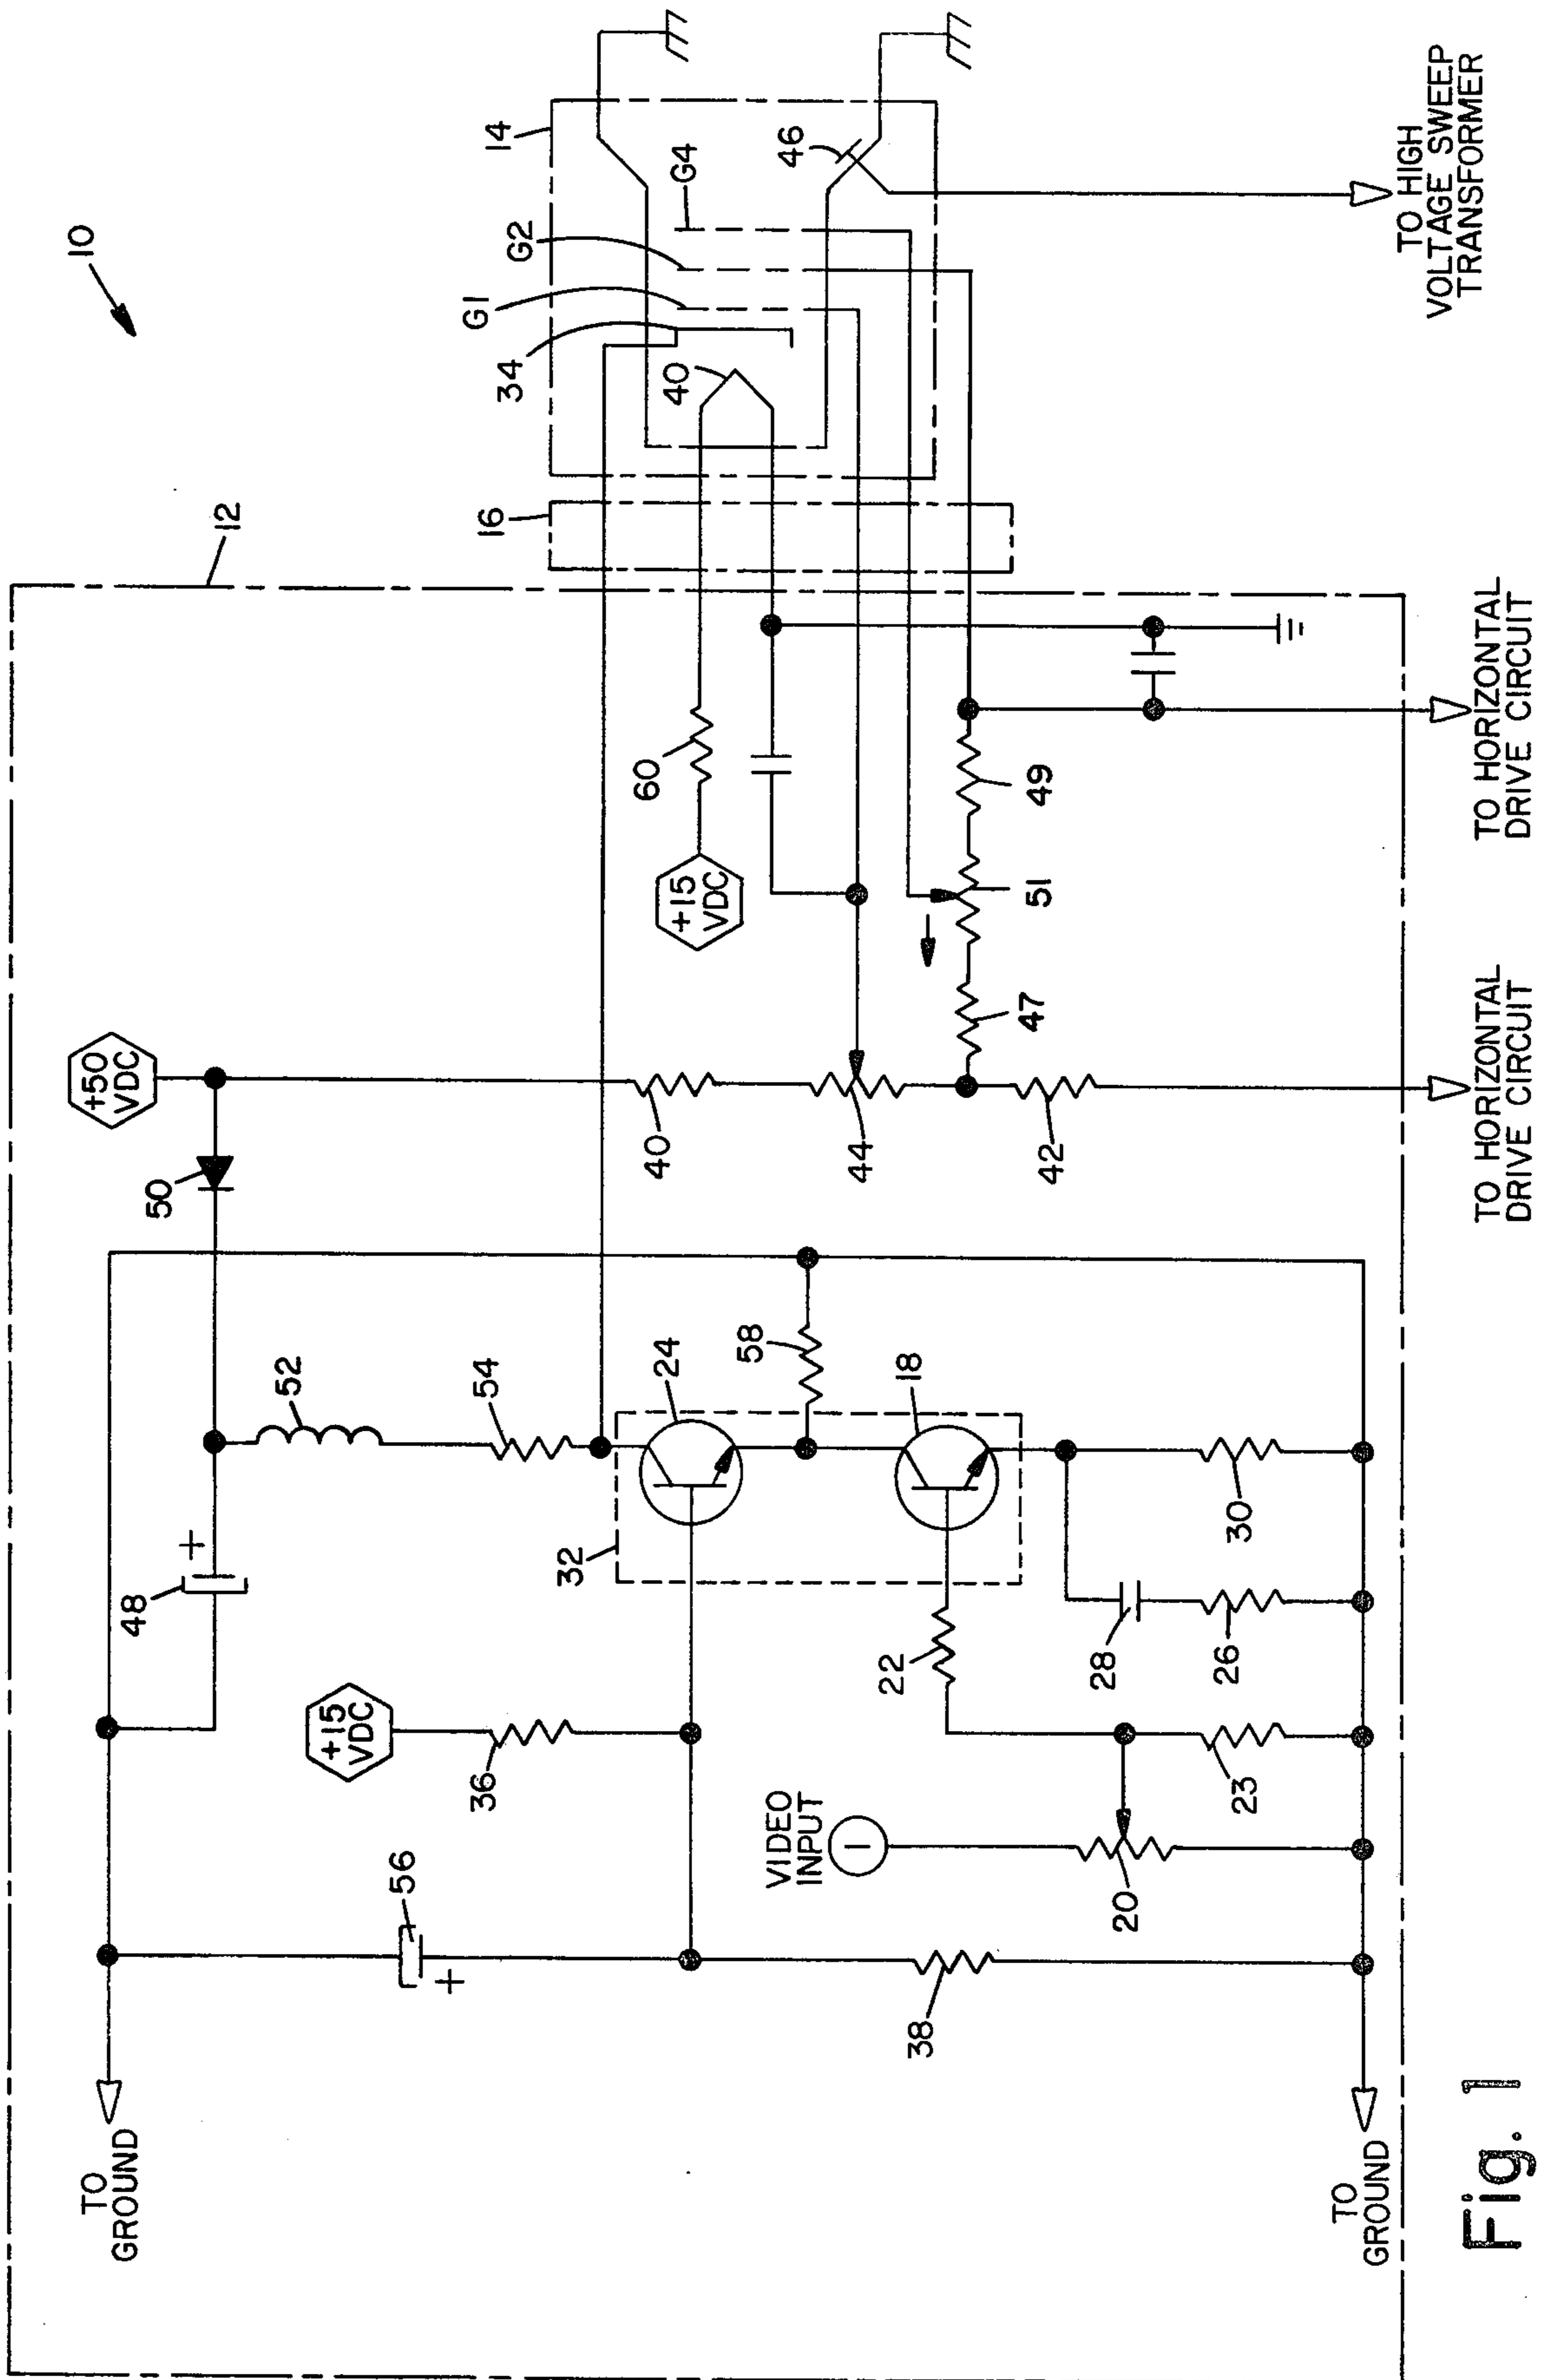 10
12
14
16
+50
VDC
50
48
+
52
54
24
32
58
18
22
28
26
30
23
20
VIDEO
INPUT
1
+15
VDC
36
56
+
38
TO
GROUND
TO
GROUND
40
44
42
47
51
49
+15
VDC
60
34
G1
G2
G4
40
46
TO HORIZONTAL
DRIVE CIRCUIT
TO HORIZONTAL
DRIVE CIRCUIT
TO HIGH
VOLTAGE SWEEP
TRANSFORMER
Fig. 1